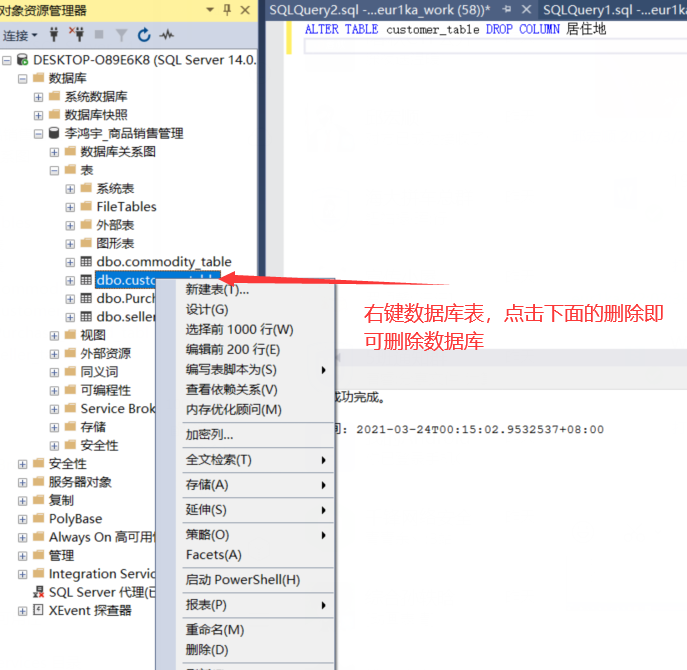 对象资源管理器
连接
DESKTOP-O89E6K8 (SQL Server 14.0.
数据库
系统数据库
数据库快照
李鸿宇_商品销售管理
数据库关系图
表
系统表
FileTables
外部表
图形表
dbo.commodity_table
dbo.customer_table
dbo.Purch
dbo.seller
视图
外部资源
同义词
可编程性
Service Brok
存储
安全性
安全性
服务器对象
复制
PolyBase
Always On 高可用
管理
Integration Servic
SQL Server 代理(已
XEvent 探查器
新建表(T)...
设计(G)
选择前 1000 行(W)
编辑前 200 行(E)
编写表脚本为(S)
查看依赖关系(V)
内存优化顾问(M)
加密列...
全文检索(T)
存储(A)
延伸(S)
策略(O)
Facets(A)
启动 PowerShell(H)
报表(P)
重命名(M)
删除(D)
SQLQuery2.sql -...eur1ka_work (58))*
SQLQuery1.sql -...eur1ka
ALTER TABLE customer_table DROP COLUMN 居住地
右键数据库表，点击下面的删除即
可删除数据库
成功完成。
间: 2021-03-24T00:15:02.9532537+08:00